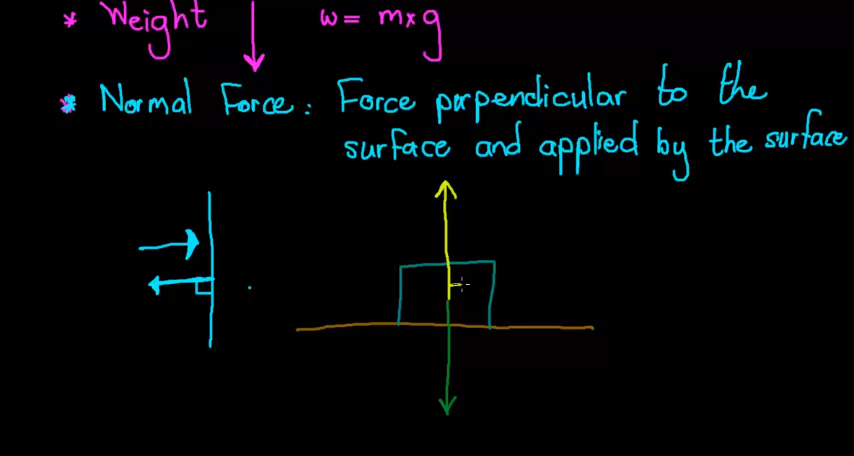 * Weight w = m×g
* Normal Force : Force perpendicular to the
surface and applied by the surface